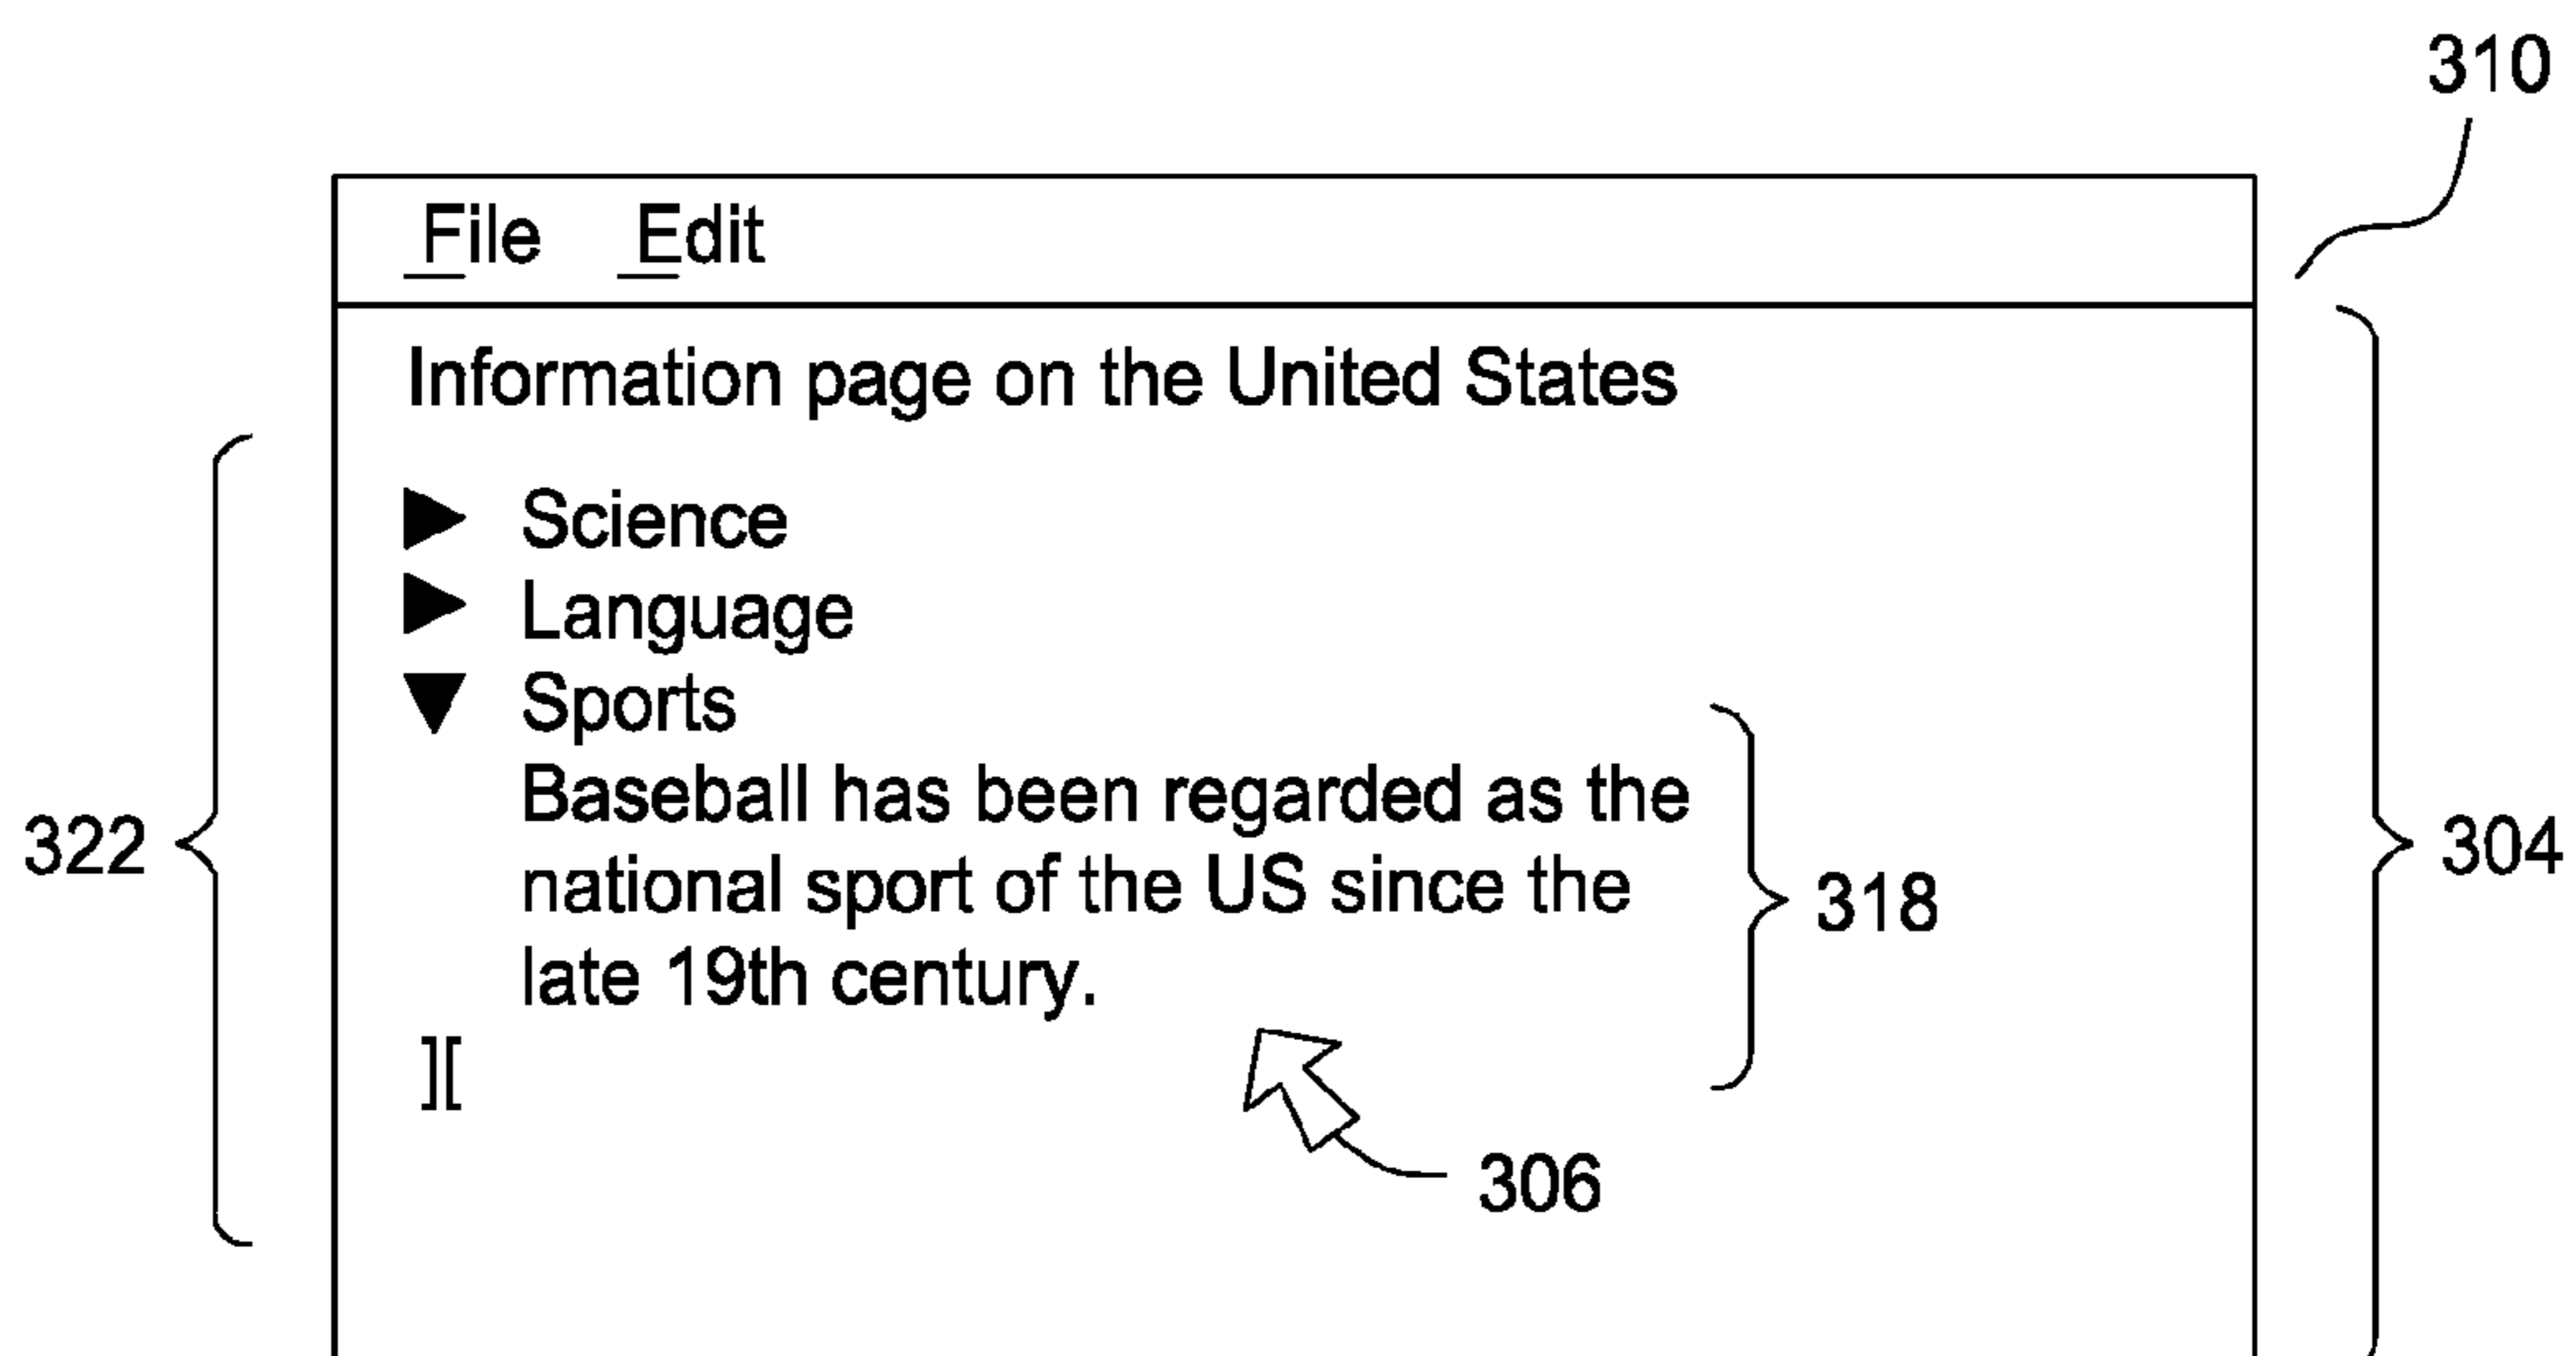 310
File Edit
Information page on the United States
Science
Language
Sports
Baseball has been regarded as the
national sport of the US since the
late 19th century.
][
322
318
304
306